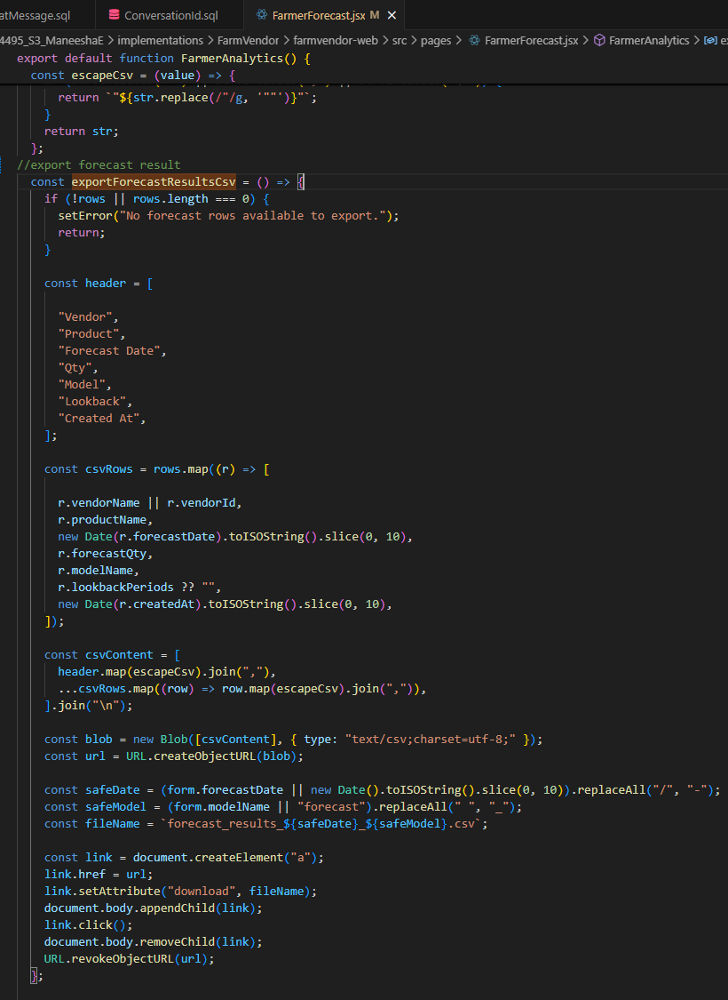 atMessage.sql ConversationId.sql FarmerForecast.jsx M X
4495_S3_ManeeshaE > implementations > FarmVendor > farmvendor-web > src > pages > FarmerForecast.jsx > FarmerAnalytics >
export default function FarmerAnalytics() {
const escapeCsv = (value) => {
return `"${str.replace(/"/g, '""')}"`;
}
return str;
};
//export forecast result
const exportForecastResultsCsv = () => {
if (!rows || rows.length === 0) {
setError("No forecast rows available to export.");
return;
}
const header = [
"Vendor",
"Product",
"Forecast Date",
"Qty",
"Model",
"Lookback",
"Created At",
];
const csvRows = rows.map((r) => [
r.vendorName || r.vendorId,
r.productName,
new Date(r.forecastDate).toISOString().slice(0, 10),
r.forecastQty,
r.modelName,
r.lookbackPeriods ?? "",
new Date(r.createdAt).toISOString().slice(0, 10),
]);
const csvContent = [
header.map(escapeCsv).join(","),
...csvRows.map((row) => row.map(escapeCsv).join(",")),
].join("\n");
const blob = new Blob([csvContent], { type: "text/csv;charset=utf-8;" });
const url = URL.createObjectURL(blob);
const safeDate = (form.forecastDate || new Date().toISOString().slice(0, 10)).replaceAll("/", "-");
const safeModel = (form.modelName || "forecast").replaceAll(" ", "_");
const fileName = `forecast_results_${safeDate}_${safeModel}.csv`;
const link = document.createElement("a");
link.href = url;
link.setAttribute("download", fileName);
document.body.appendChild(link);
link.click();
document.body.removeChild(link);
URL.revokeObjectURL(url);
};